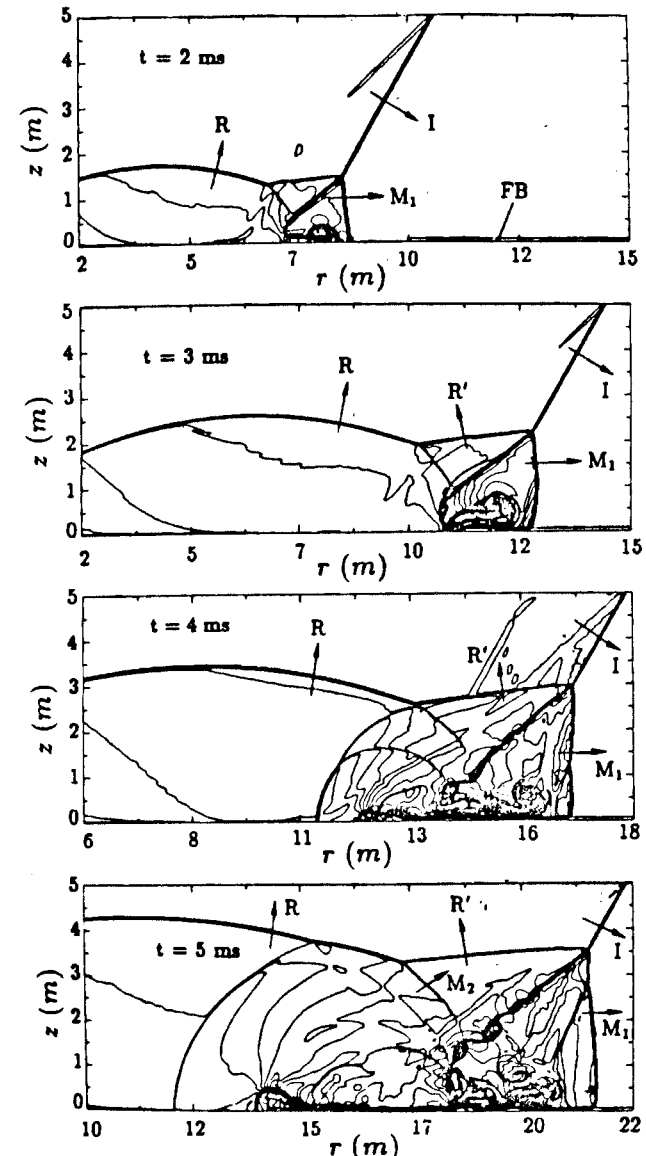 5
t = 2 ms
4
I
3
z (m)
R
2
M₁
FB
1
0
2 5 7 10 12 15
r (m)
5
t = 3 ms
4
R
R'
I
3
z (m)
2
M₁
1
0
2 5 7 10 12 15
r (m)
5
t = 4 ms
R
4
R'
I
3
z (m)
2
M₁
1
0
6 8 11 13 16 18
r (m)
5
R
R'
4
t = 5 ms
I
3
z (m)
M₂
2
M₁
1
0
10 12 15 17 20 22
r (m)